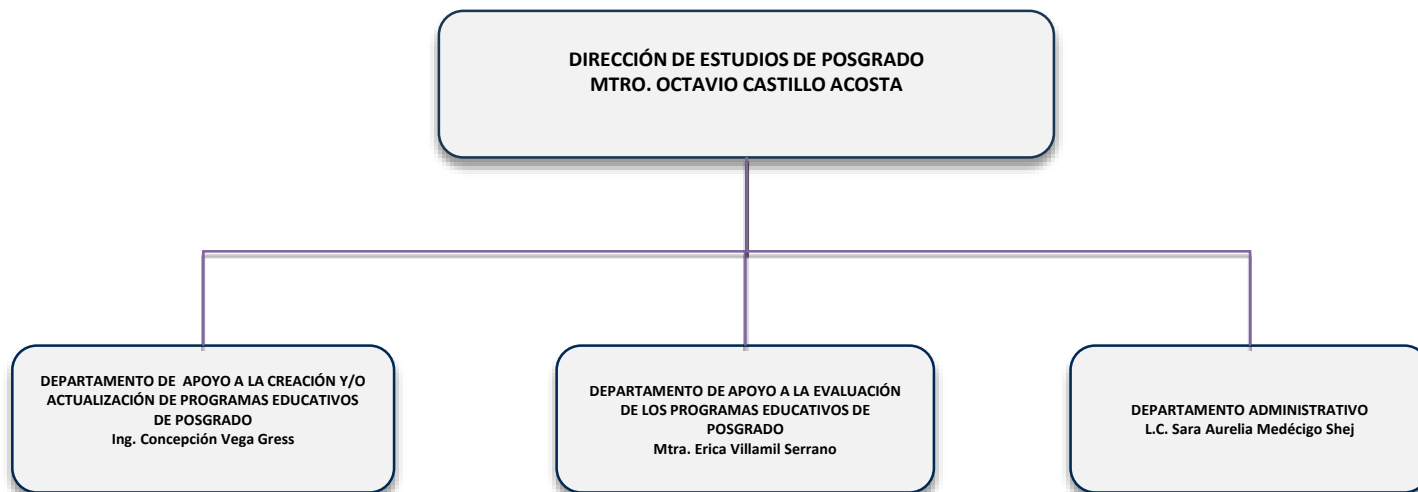 DIRECCIÓN DE ESTUDIOS DE POSGRADO
MTRO. OCTAVIO CASTILLO ACOSTA
DEPARTAMENTO DE APOYO A LA CREACIÓN Y/O
ACTUALIZACIÓN DE PROGRAMAS EDUCATIVOS
DE POSGRADO
Ing. Concepción Vega Gress
DEPARTAMENTO DE APOYO A LA EVALUACIÓN
DE LOS PROGRAMAS EDUCATIVOS DE
POSGRADO
Mtra. Erica Villamil Serrano
DEPARTAMENTO ADMINISTRATIVO
L.C. Sara Aurelia Medécigo Shej